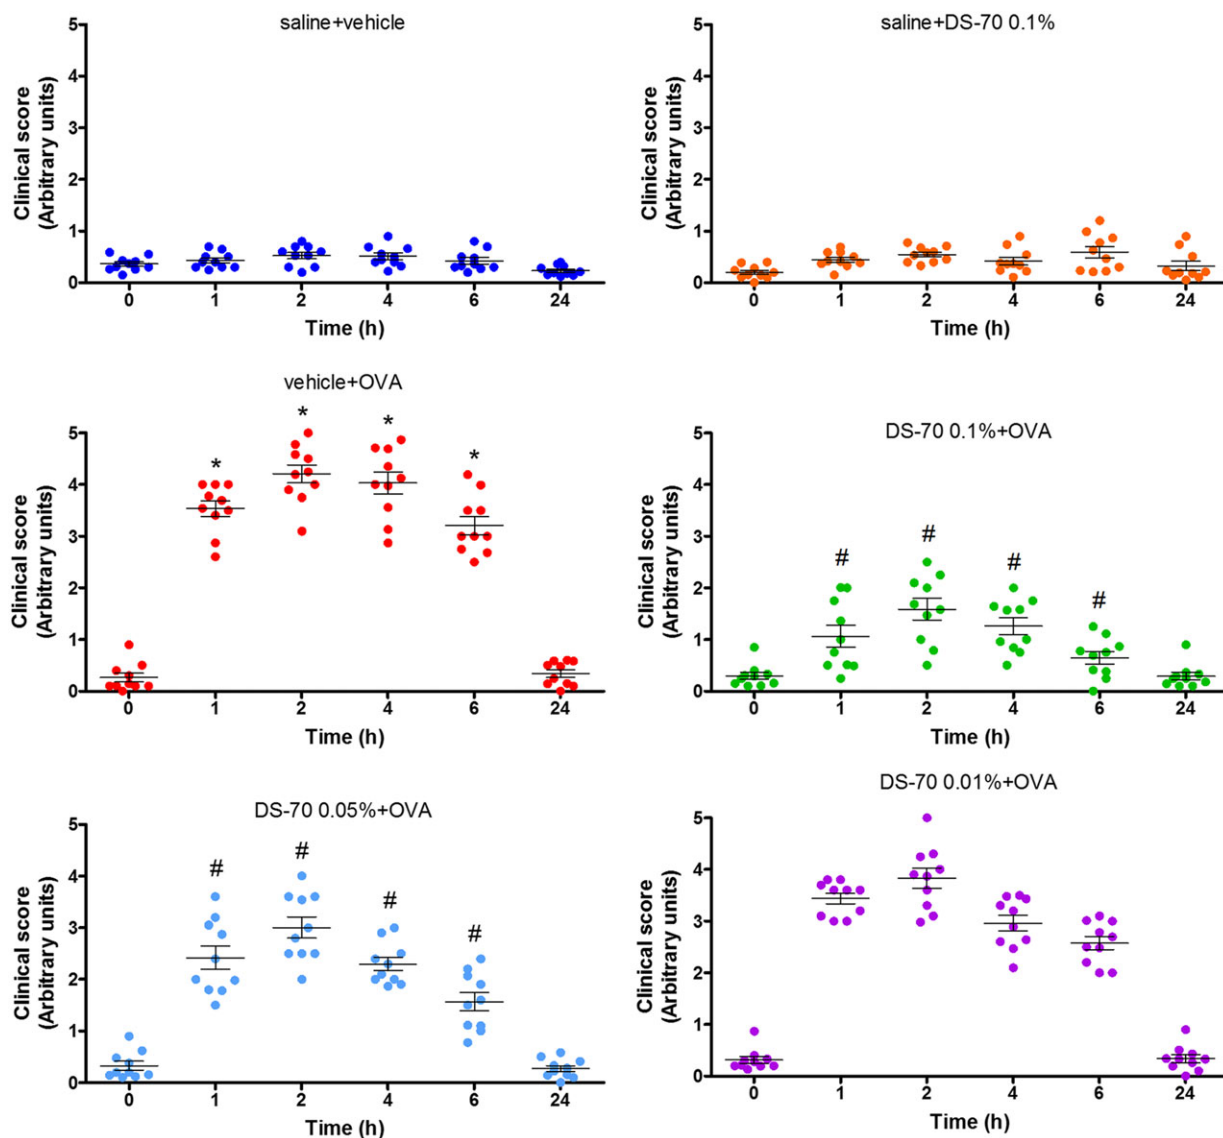 saline+vehicle
5
4
3
2
1
0
Clinical score
(Arbitrary units)
0 1 2 4 6 24
Time (h)
saline+DS-70 0.1%
5
4
3
2
1
0
Clinical score
(Arbitrary units)
0 1 2 4 6 24
Time (h)
vehicle+OVA
* * * *
5
4
3
2
1
0
Clinical score
(Arbitrary units)
0 1 2 4 6 24
Time (h)
DS-70 0.1%+OVA
# # # #
5
4
3
2
1
0
Clinical score
(Arbitrary units)
0 1 2 4 6 24
Time (h)
DS-70 0.05%+OVA
# # # #
5
4
3
2
1
0
Clinical score
(Arbitrary units)
0 1 2 4 6 24
Time (h)
DS-70 0.01%+OVA
5
4
3
2
1
0
Clinical score
(Arbitrary units)
0 1 2 4 6 24
Time (h)